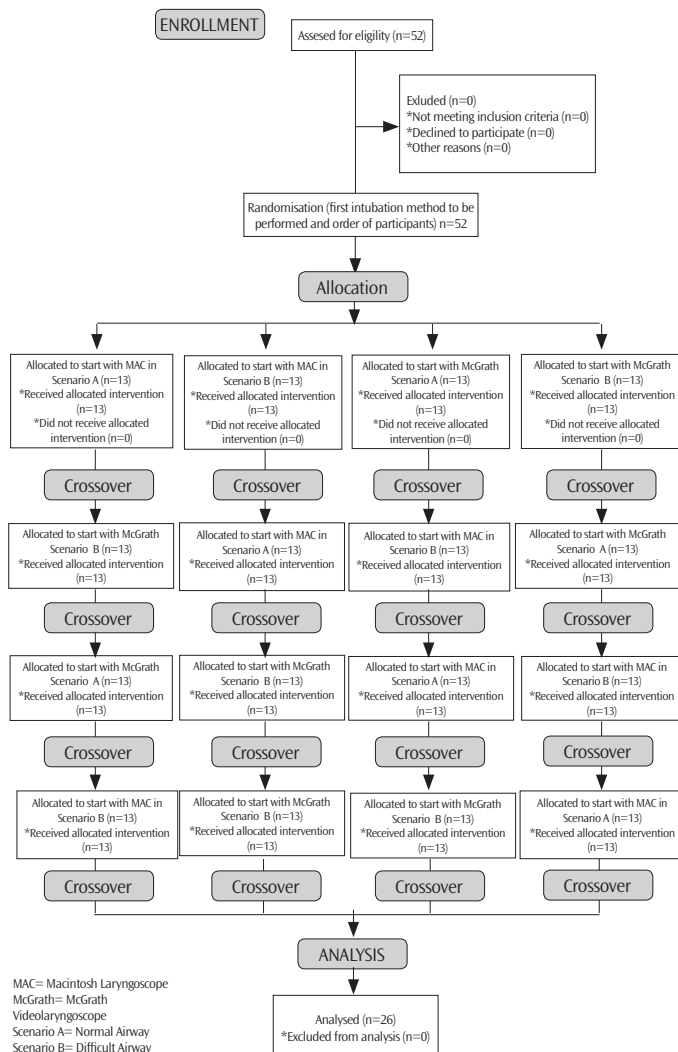 ENROLLMENT
Assesed for eligility (n=52)
Exluded (n=0)
*Not meeting inclusion criteria (n=0)
*Declined to participate (n=0)
*Other reasons (n=0)
Randomisation (first intubation method to be
performed and order of participants) n=52
Allocation
Allocated to start with MAC in
Scenario A (n=13)
*Received allocated intervention
(n=13)
*Did not receive allocated
intervention (n=0)
Allocated to start with MAC in
Scenario B (n=13)
*Received allocated intervention
(n=13)
*Did not receive allocated
intervention (n=0)
Allocated to start with McGrath
Scenario A (n=13)
*Received allocated intervention
(n=13)
*Did not receive allocated
intervention (n=0)
Allocated to start with McGrath
Scenario B (n=13)
*Received allocated intervention
(n=13)
*Did not receive allocated
intervention (n=0)
Crossover
Crossover
Crossover
Crossover
Allocated to start with McGrath
Scenario B (n=13)
*Received allocated intervention
(n=13)
Allocated to start with MAC in
Scenario A (n=13)
*Received allocated intervention
(n=13)
Allocated to start with MAC in
Scenario B (n=13)
*Received allocated intervention
(n=13)
Allocated to start with McGrath
Scenario A (n=13)
*Received allocated intervention
(n=13)
Crossover
Crossover
Crossover
Crossover
Allocated to start with McGrath
Scenario A (n=13)
*Received allocated intervention
(n=13)
Allocated to start with McGrath
Scenario B (n=13)
*Received allocated intervention
(n=13)
Allocated to start with MAC in
Scenario A (n=13)
*Received allocated intervention
(n=13)
Allocated to start with MAC in
Scenario B (n=13)
*Received allocated intervention
(n=13)
Crossover
Crossover
Crossover
Crossover
Allocated to start with MAC in
Scenario B (n=13)
*Received allocated intervention
(n=13)
Allocated to start with McGrath
Scenario B (n=13)
*Received allocated intervention
(n=13)
Allocated to start with McGrath
Scenario B (n=13)
*Received allocated intervention
(n=13)
Allocated to start with MAC in
Scenario A (n=13)
*Received allocated intervention
(n=13)
Crossover
Crossover
Crossover
Crossover
ANALYSIS
MAC= Macintosh Laryngoscope
McGrath= McGrath
Videolaryngoscope
Scenario A= Normal Airway
Scenario B= Difficult Airway
Analysed (n=26)
*Excluded from analysis (n=0)